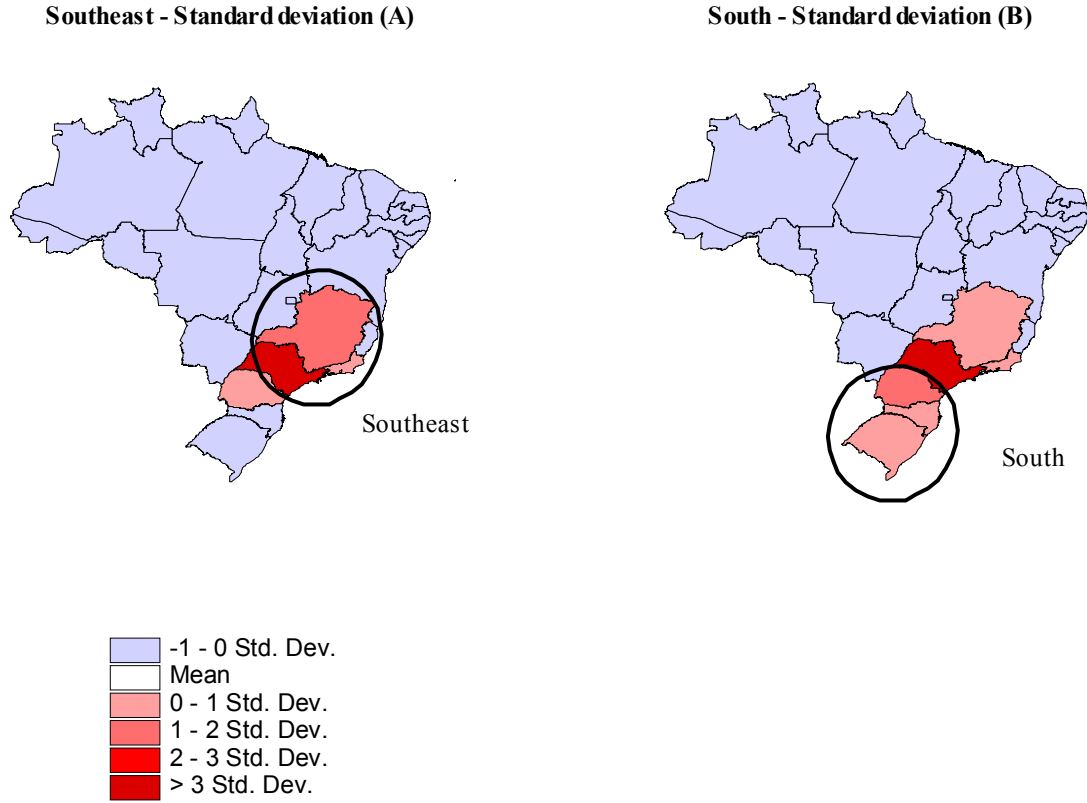 Southeast - Standard deviation (A)
South - Standard deviation (B)
Southeast
South
-1 - 0 Std. Dev.
Mean
0 - 1 Std. Dev.
1 - 2 Std. Dev.
2 - 3 Std. Dev.
> 3 Std. Dev.